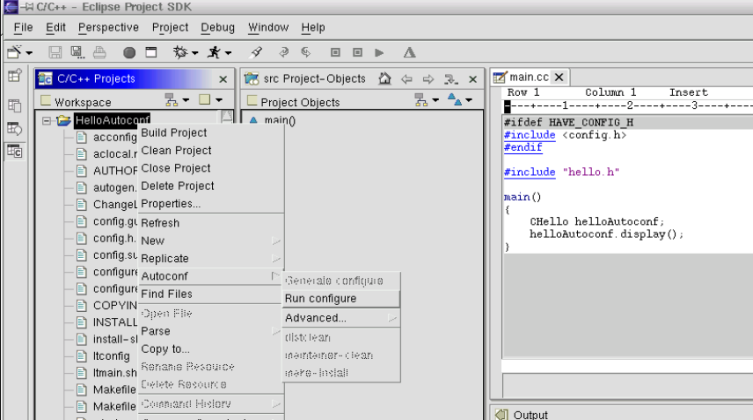 C/C++ - Eclipse Project SDK
File Edit Perspective Project Debug Window Help
C/C++ Projects
Workspace
HelloAutoconf
acconfig
aclocal.
AUTHOR
autogen.
ChangeL
config.gu
config.h.
config.su
configure
configure
COPYIN
INSTALL
install-s
ltconfig
ltmain.sh
Makefile
Makefile
Build Project
Clean Project
Close Project
Delete Project
Properties...
Refresh
New
Replicate
Autoconf
Find Files
Open File
Parse
Copy to...
Rename Resource
Delete Resource
Command History
Generate configure
Run configure
Advanced...
distclean
maintainer-clean
make-install
src Project-Objects
Project Objects
main()
main.cc
Row 1 Column 1 Insert
----+----1----+----2----+----3----+----
#ifdef HAVE_CONFIG_H
#include <config.h>
#endif
#include "hello.h"
main()
{
CHello helloAutoconf;
helloAutoconf.display();
}
Output